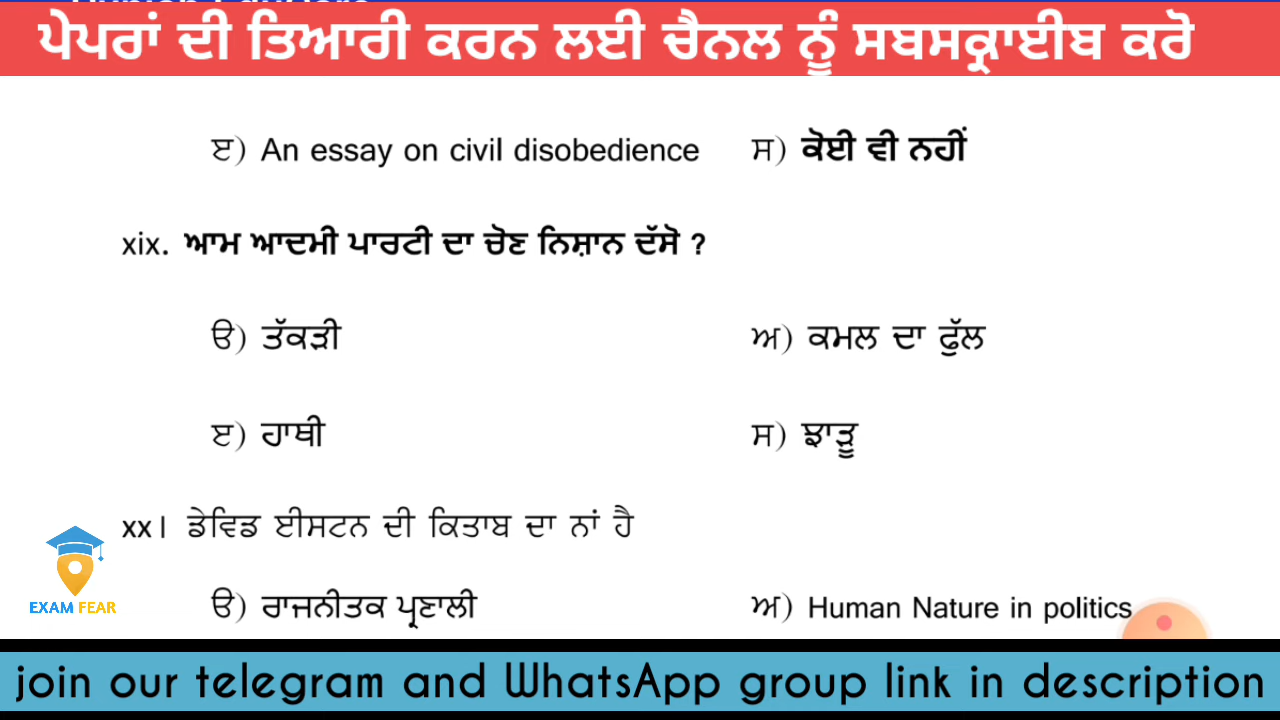 ਪੇਪਰਾਂ ਦੀ ਤਿਆਰੀ ਕਰਨ ਲਈ ਚੈਨਲ ਨੂੰ ਸਬਸਕ੍ਰਾਈਬ ਕਰੋ
ੲ) An essay on civil disobedience ਸ) ਕੋਈ ਵੀ ਨਹੀਂ
xix. ਆਮ ਆਦਮੀ ਪਾਰਟੀ ਦਾ ਚੋਣ ਨਿਸ਼ਾਨ ਦੱਸੋ ?
ੳ) ਤੱਕੜੀ ਅ) ਕਮਲ ਦਾ ਫੁੱਲ
ੲ) ਹਾਥੀ ਸ) ਝਾੜੂ
xx। ਡੇਵਿਡ ਈਸਟਨ ਦੀ ਕਿਤਾਬ ਦਾ ਨਾਂ ਹੈ
ੳ) ਰਾਜਨੀਤਕ ਪ੍ਰਣਾਲੀ ਅ) Human Nature in politics
EXAM FEAR
join our telegram and WhatsApp group link in description